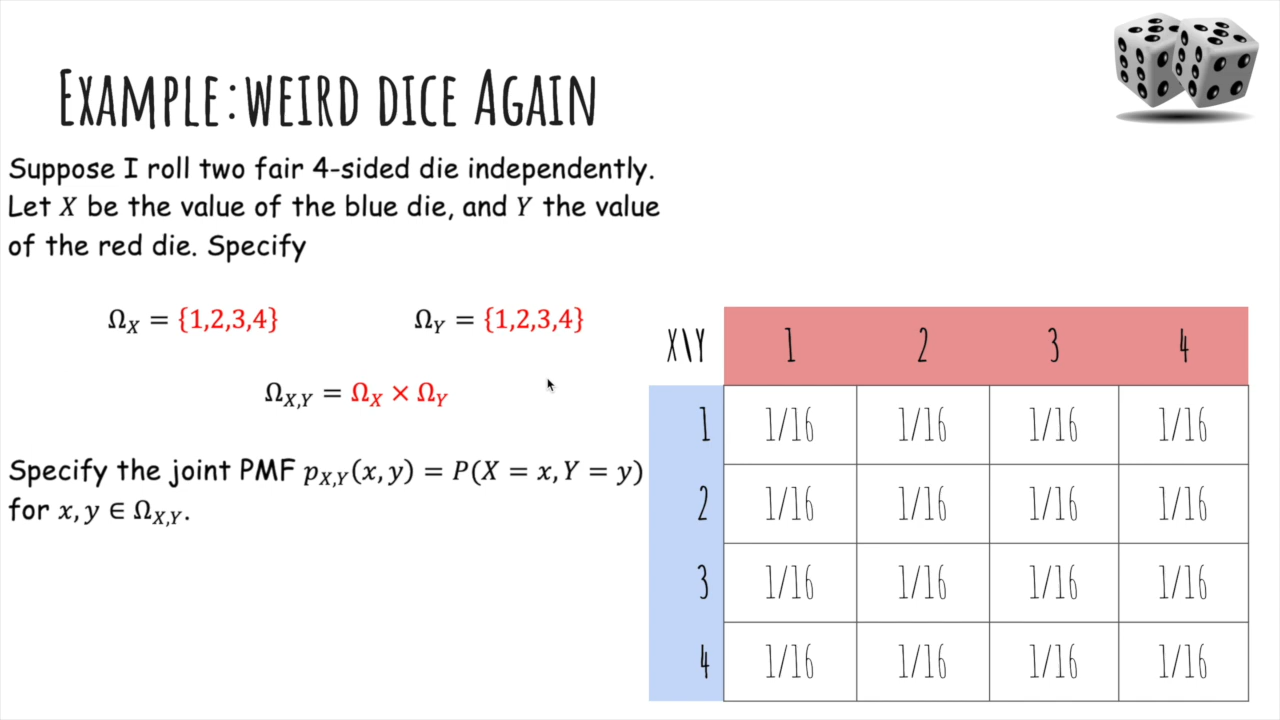 Example: weird dice Again
Suppose I roll two fair 4-sided die independently.
Let X be the value of the blue die, and Y the value
of the red die. Specify
Ω_X = {1,2,3,4} Ω_Y = {1,2,3,4}
Ω_{X,Y} = Ω_X × Ω_Y
Specify the joint PMF p_{X,Y}(x, y) = P(X = x, Y = y)
for x, y ∈ Ω_{X,Y}.
X\Y 1 2 3 4
1 1/16 1/16 1/16 1/16
2 1/16 1/16 1/16 1/16
3 1/16 1/16 1/16 1/16
4 1/16 1/16 1/16 1/16